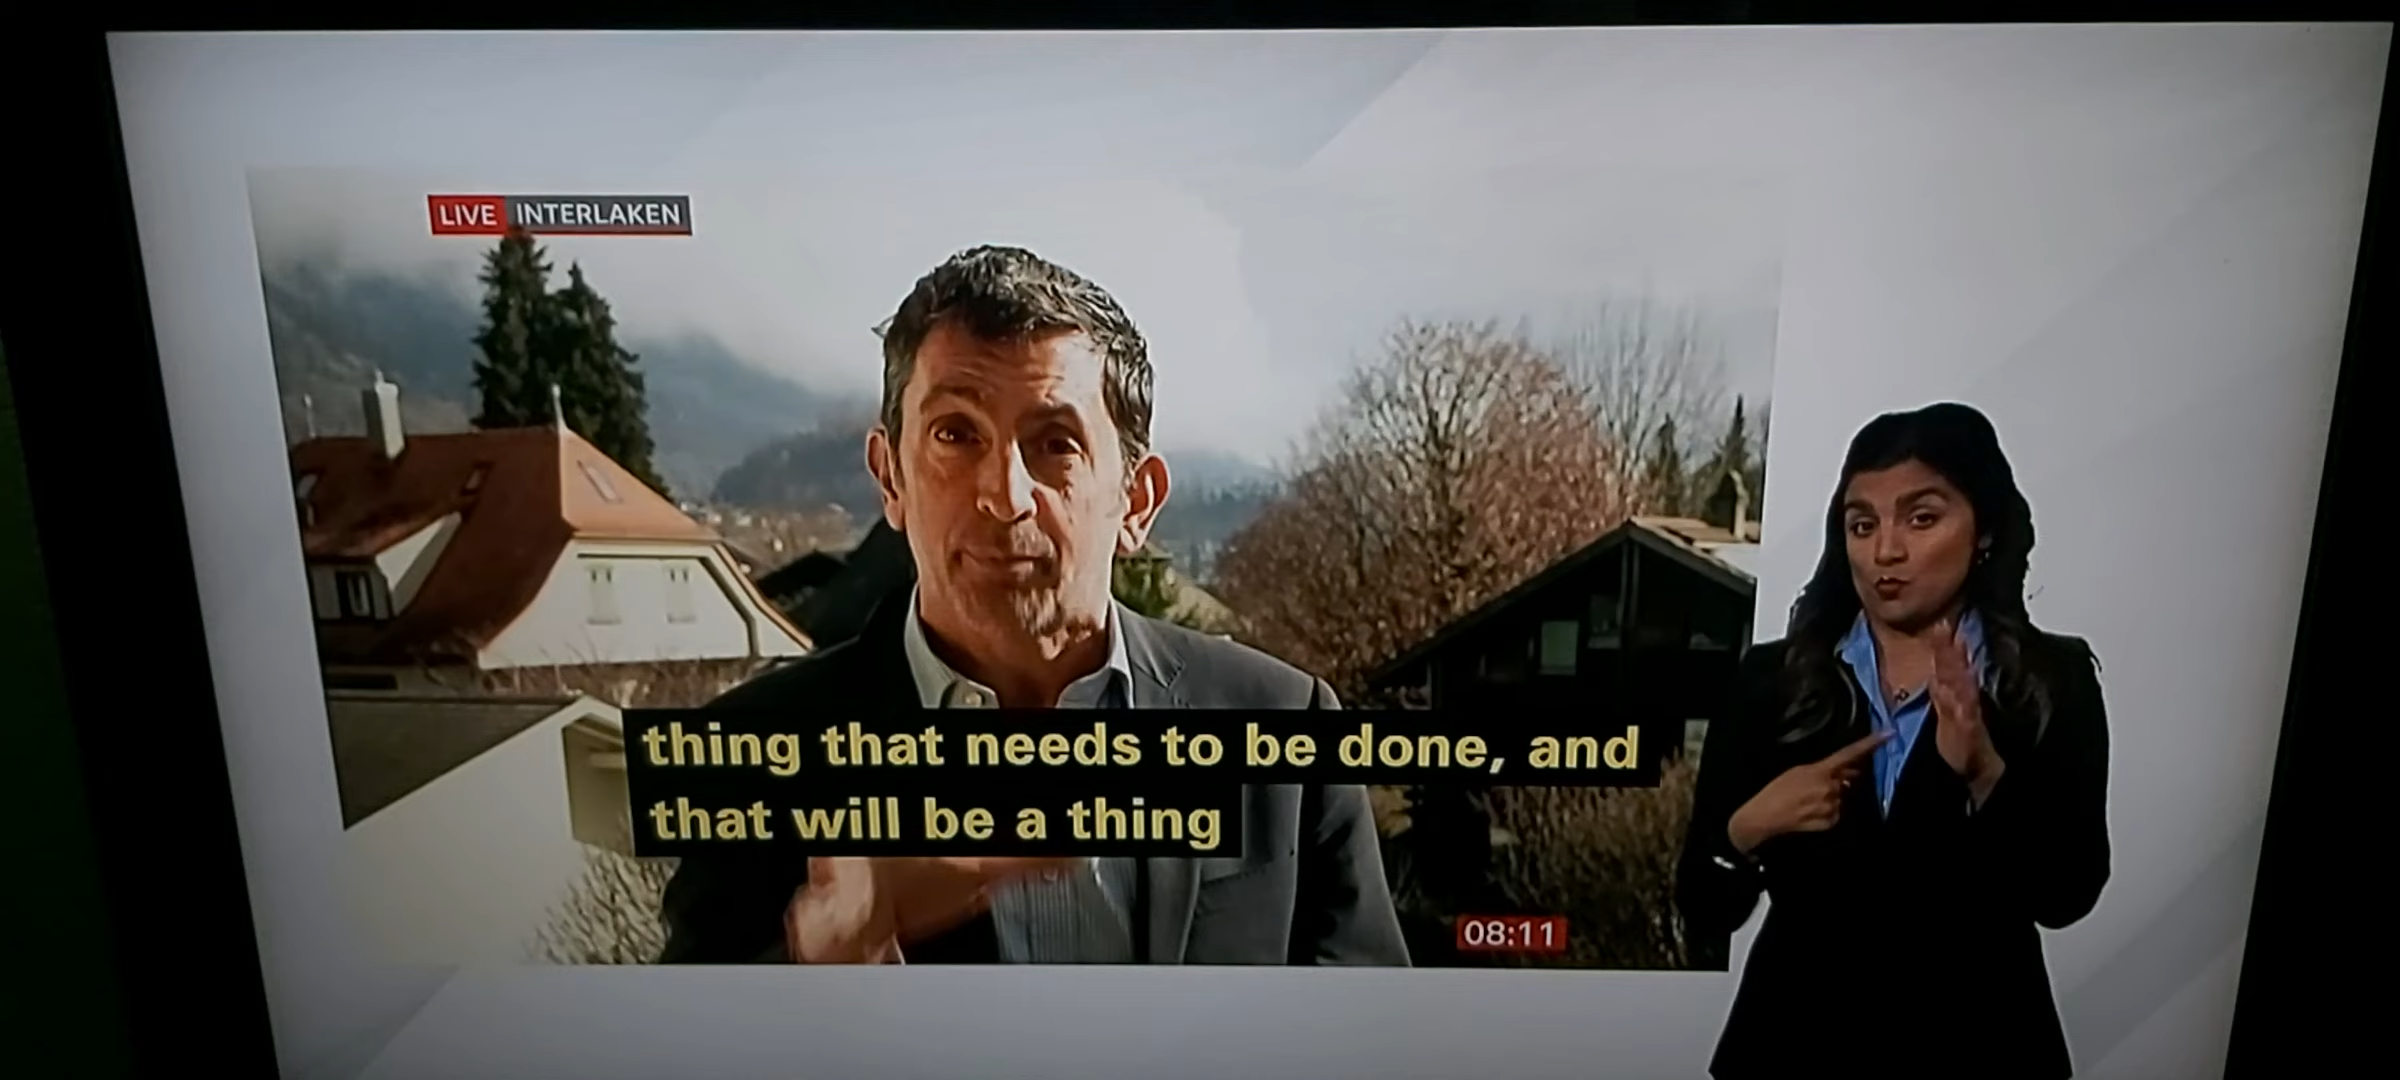 LIVE INTERLAKEN
thing that needs to be done, and
that will be a thing
08:11